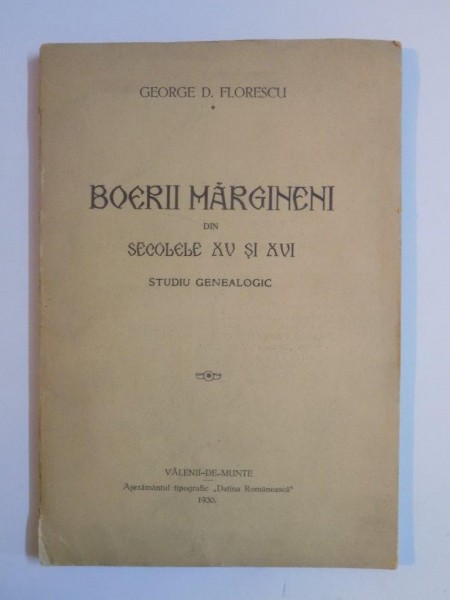 GEORGE D. FLORESCU
BOERII MĂRGINENI
DIN
SECOLELE XV ȘI XVI
STUDIU GENEALOGIC
VĂLENII-DE-MUNTE
Așezământul tipografic „Datina Românească”
1930.